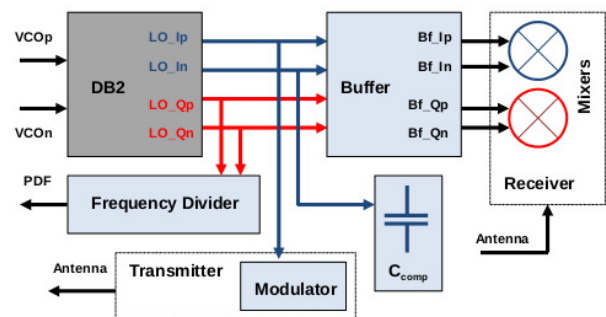 VCOp
VCOn
DB2
LO_Ip
LO_In
LO_Qp
LO_Qn
Buffer
Bf_Ip
Bf_In
Bf_Qp
Bf_Qn
Mixers
Receiver
PDF
Frequency Divider
Antenna
Ccomp
Antenna
Transmitter
Modulator